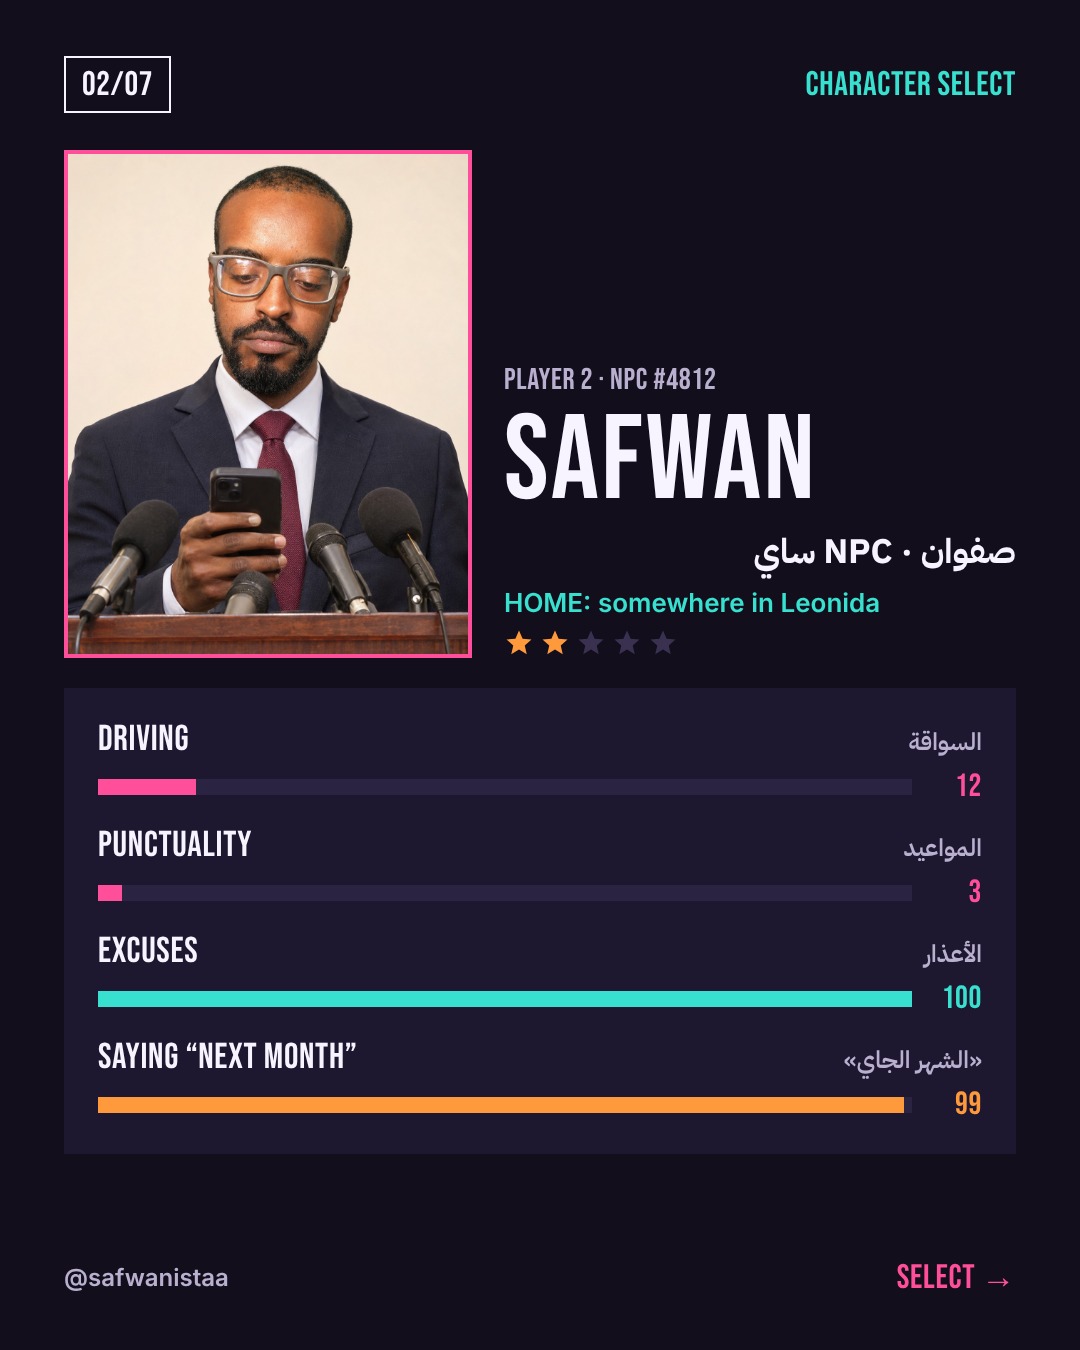 02/07
CHARACTER SELECT
PLAYER 2 · NPC #4812
SAFWAN
صفوان · NPC ساي
HOME: somewhere in Leonida
DRIVING
السواقة
12
PUNCTUALITY
المواعيد
3
EXCUSES
الأعذار
100
SAYING “NEXT MONTH”
«الشهر الجاي»
99
@safwanistaa
SELECT →